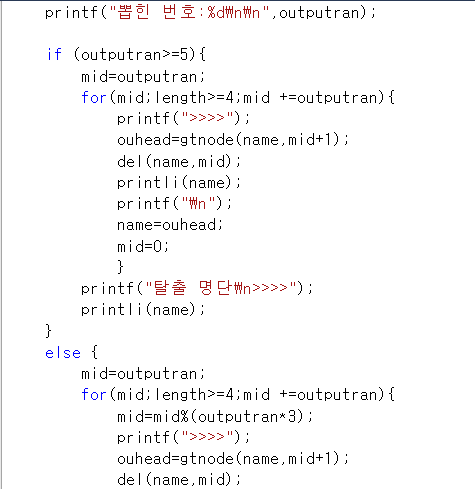 printf("뽑힌 번호:%d₩n₩n",outputran);
if (outputran>=5){
mid=outputran;
for(mid;length>=4;mid +=outputran){
printf(">>>>");
ouhead=gtnode(name,mid+1);
del(name,mid);
printli(name);
printf("₩n");
name=ouhead;
mid=0;
}
printf("탈출 명단₩n>>>>");
printli(name);
}
else {
mid=outputran;
for(mid;length>=4;mid +=outputran){
mid=mid%(outputran*3);
printf(">>>>");
ouhead=gtnode(name,mid+1);
del(name,mid);